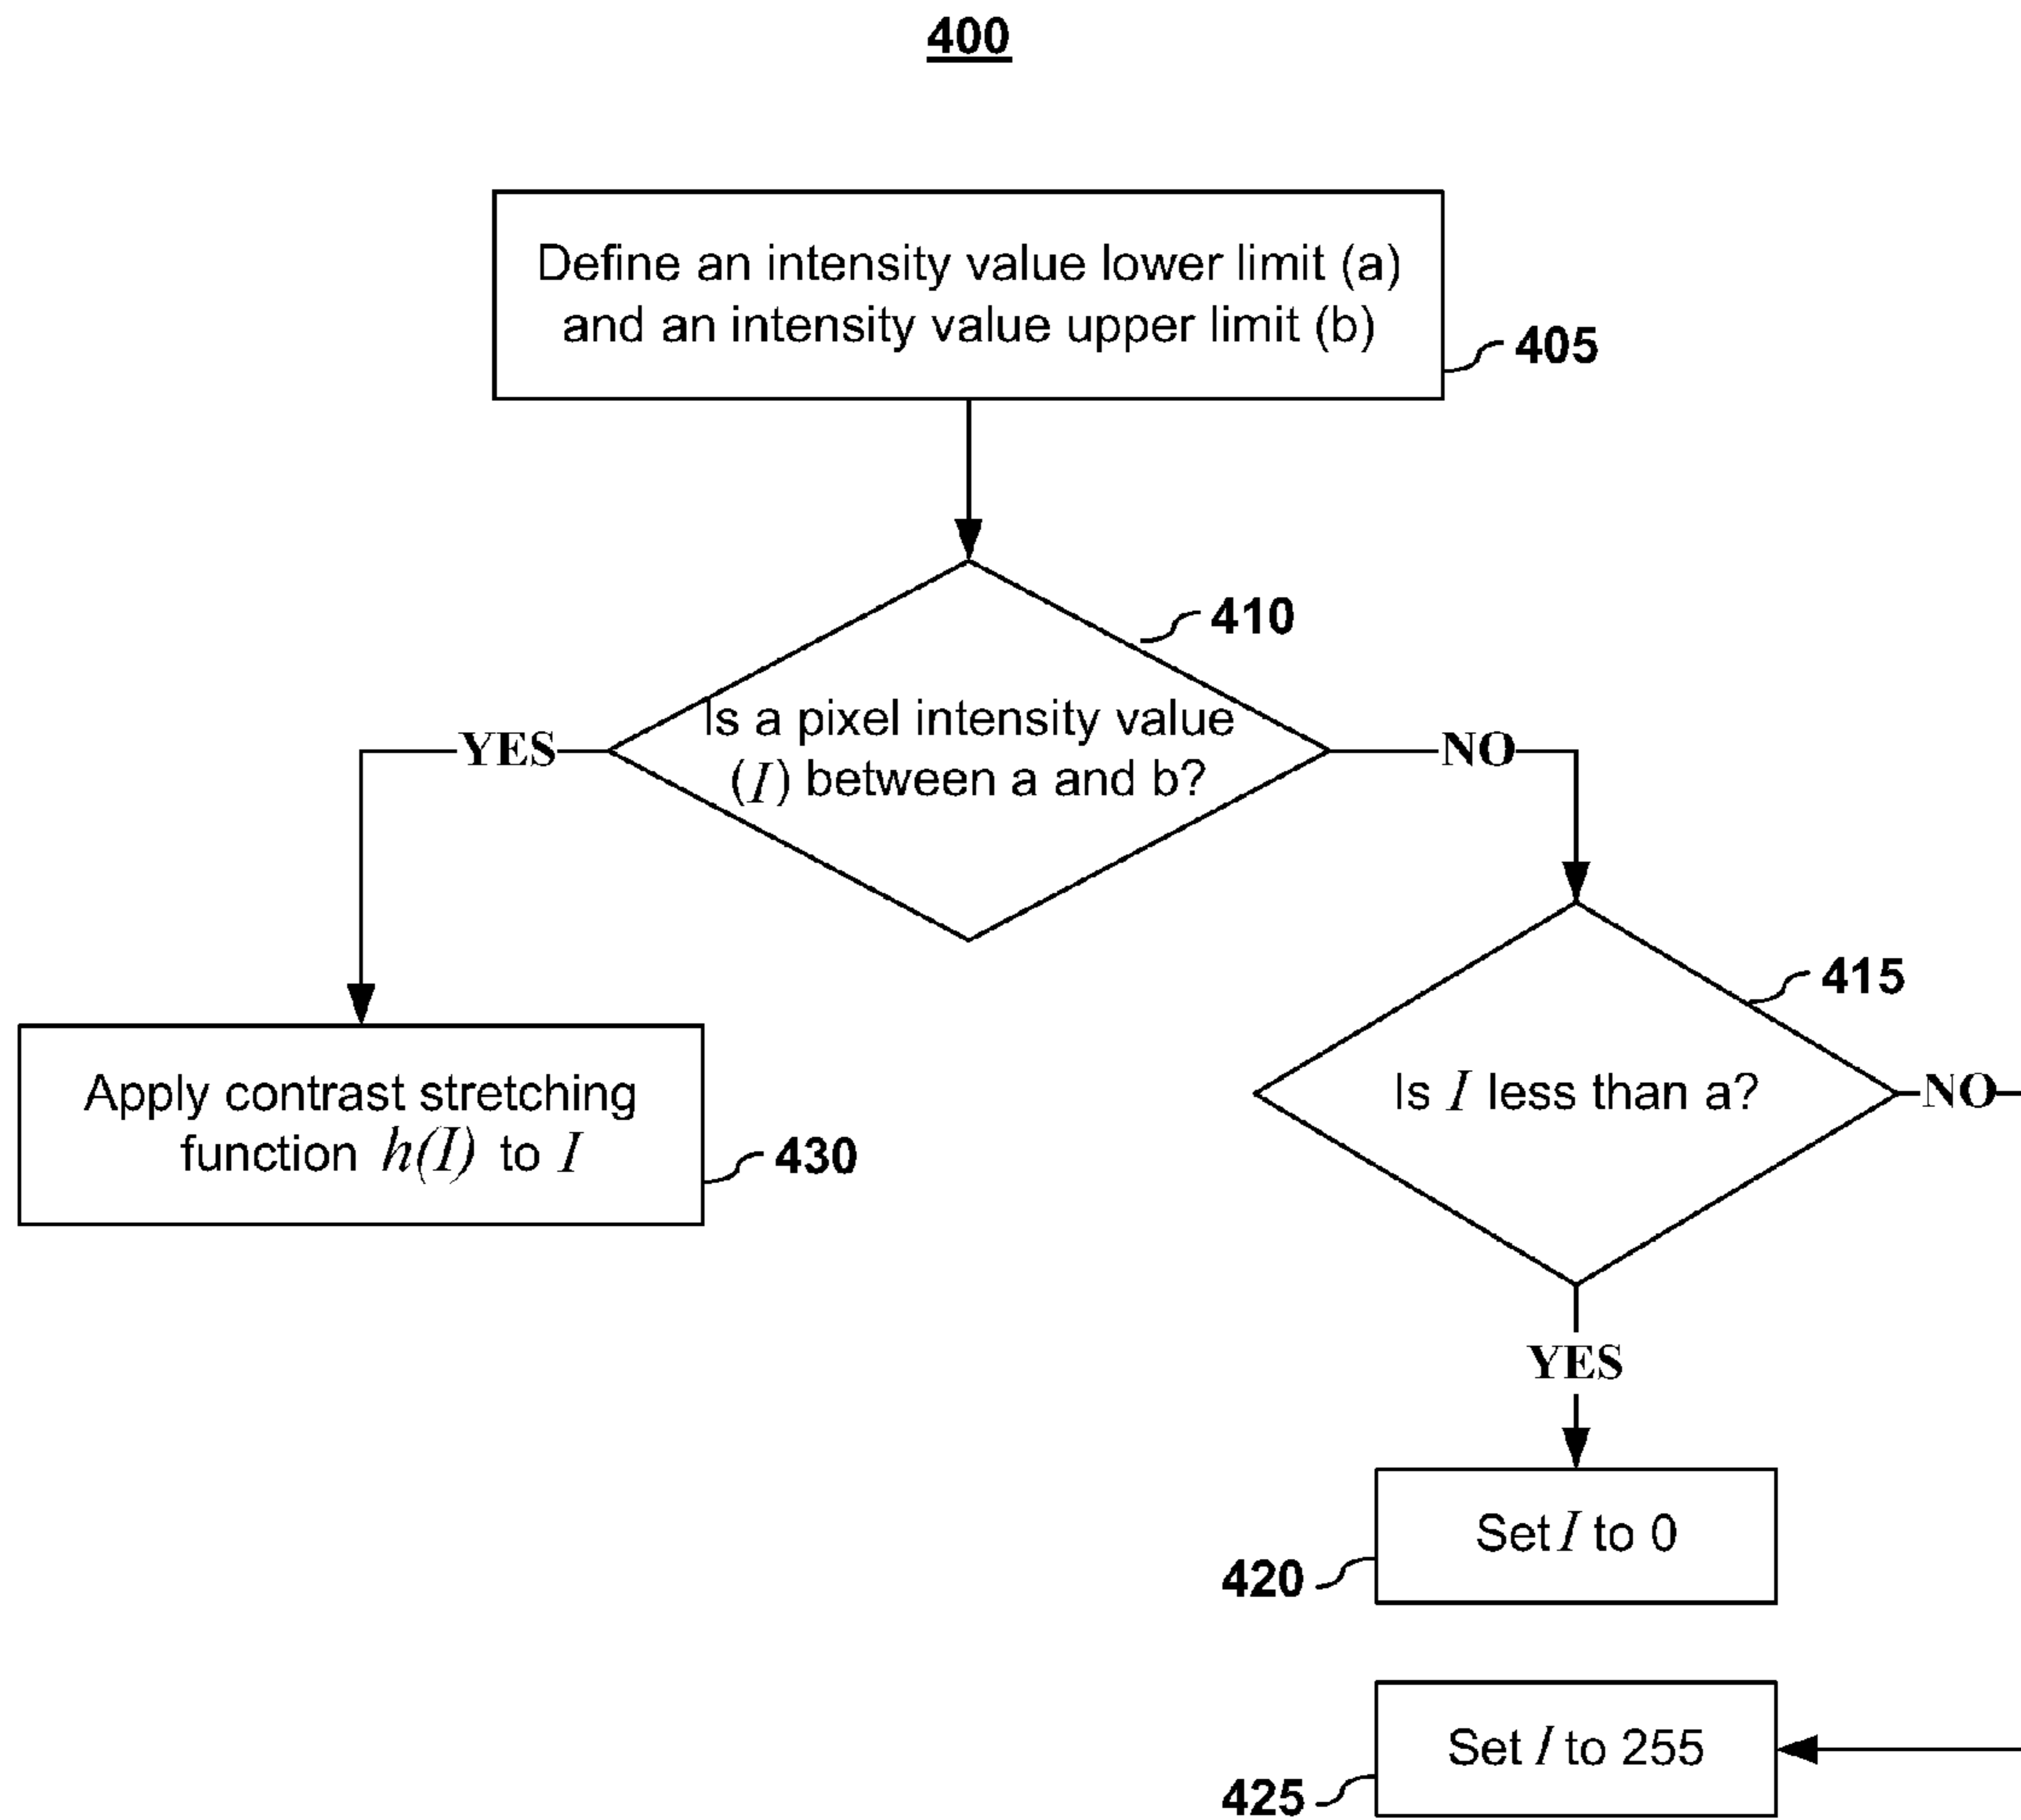 400
Define an intensity value lower limit (a)
and an intensity value upper limit (b)
405
410
Is a pixel intensity value
(I) between a and b?
YES
NO
415
Is I less than a?
NO
Apply contrast stretching
function h(I) to I
430
YES
Set I to 0
420
Set I to 255
425